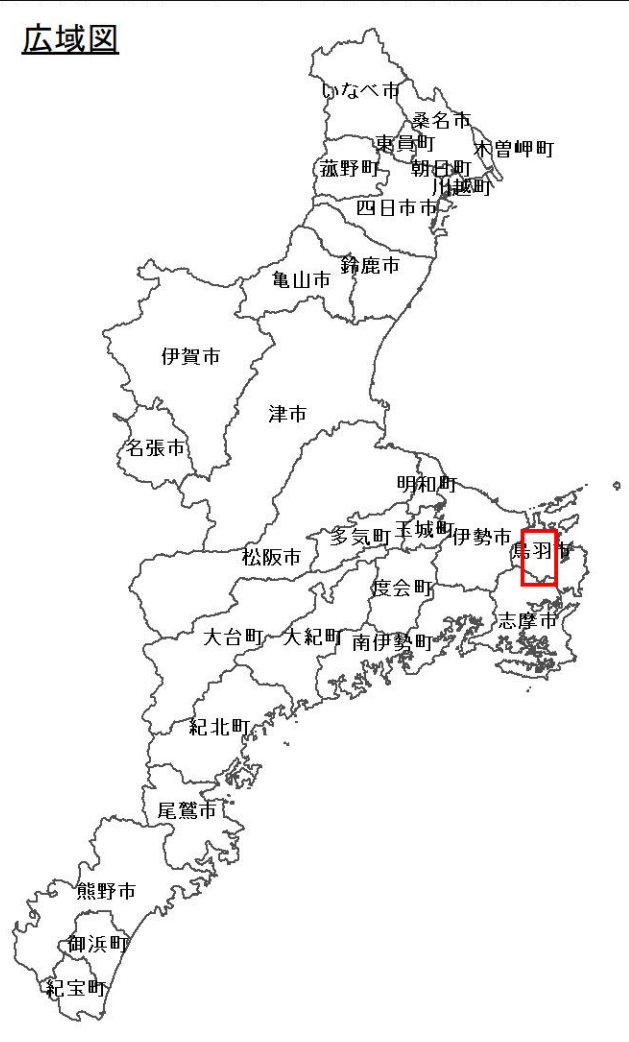 広域図
いなべ市
桑名市
東員町
木曽岬町
菰野町
朝日町
川越町
四日市市
鈴鹿市
亀山市
伊賀市
津市
名張市
明和町
多気町
玉城町
伊勢市
鳥羽市
松阪市
度会町
志摩市
大台町
大紀町
南伊勢町
紀北町
尾鷲市
熊野市
御浜町
紀宝町